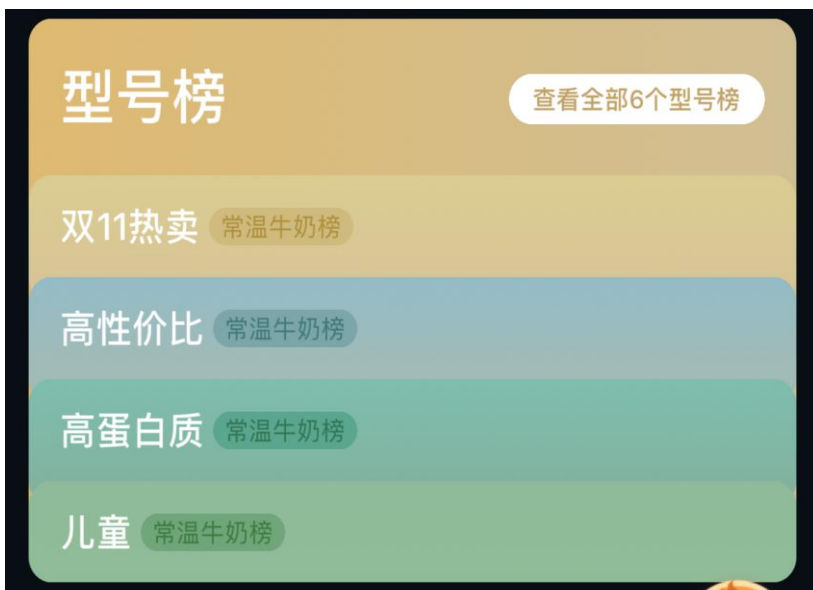 型号榜 查看全部6个型号榜
双11热卖 常温牛奶榜
高性价比 常温牛奶榜
高蛋白质 常温牛奶榜
儿童 常温牛奶榜